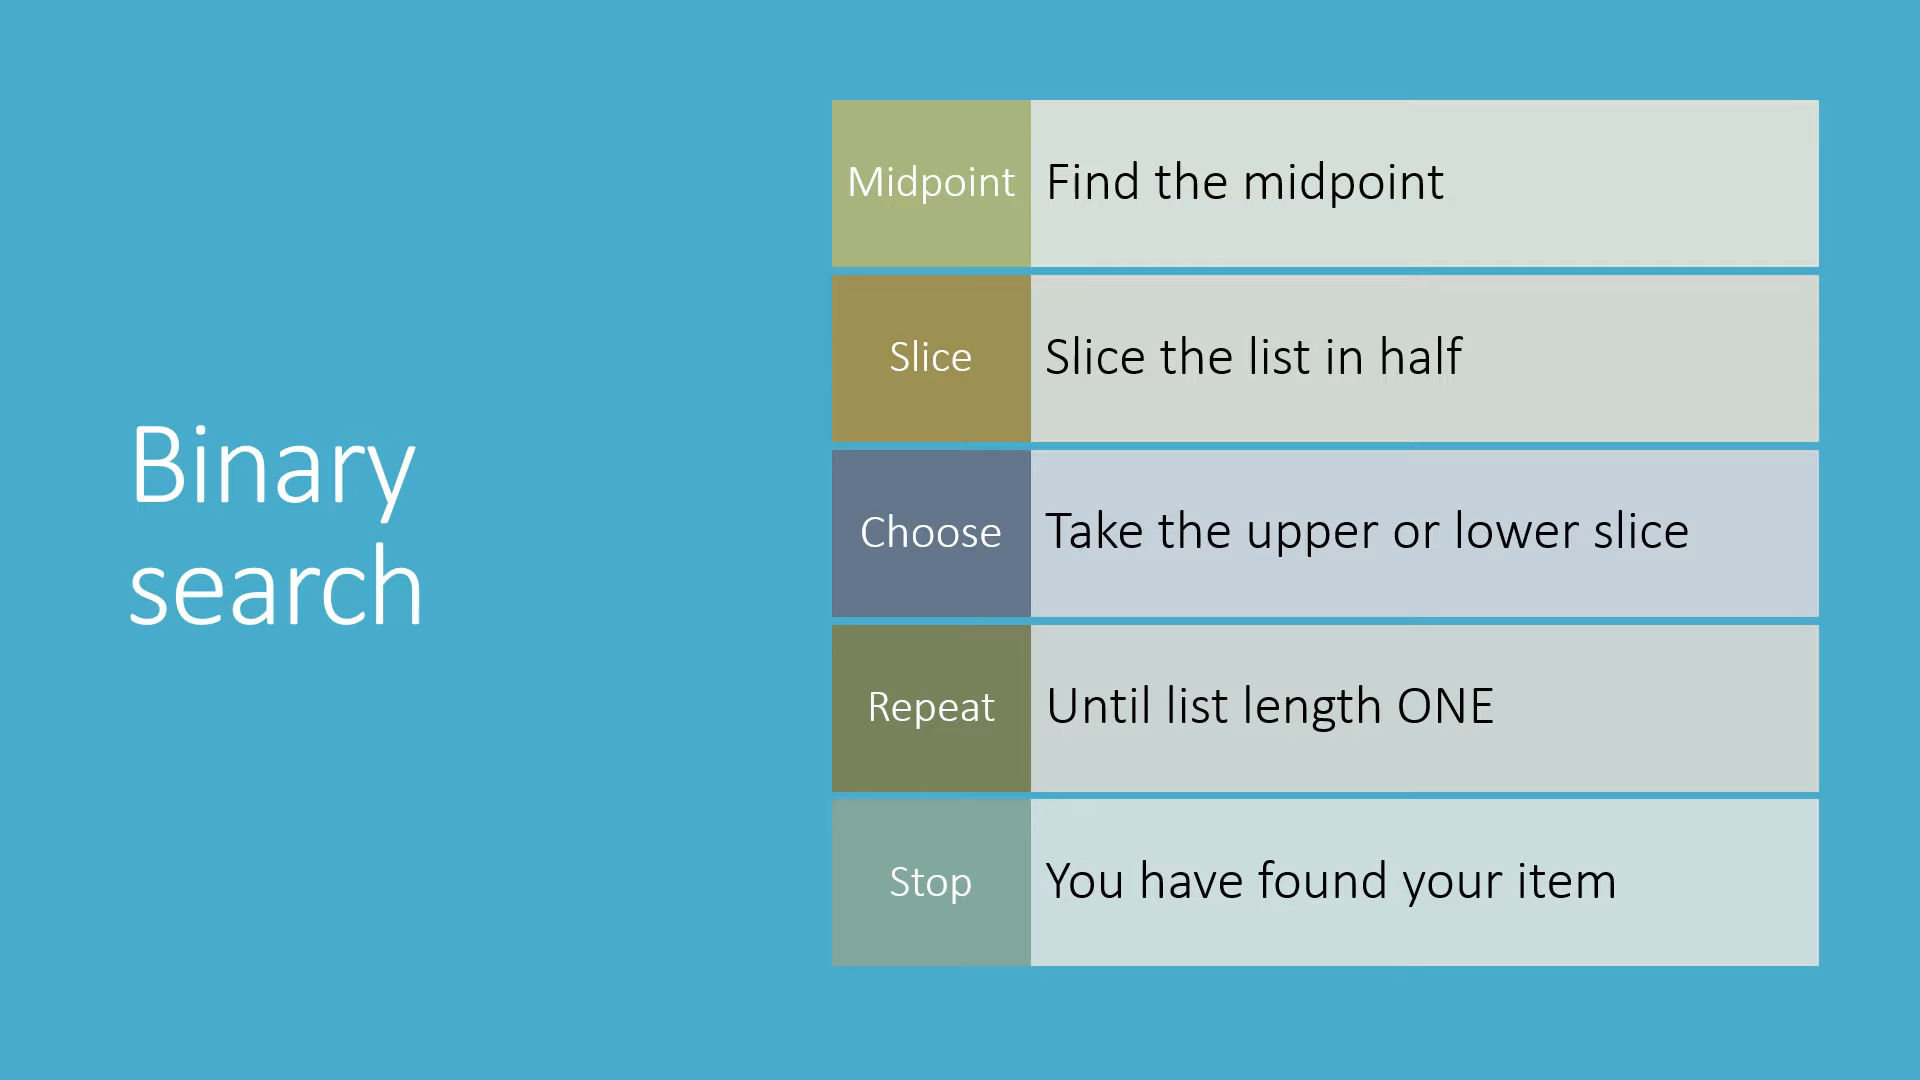 Binary
search
Midpoint
Find the midpoint
Slice
Slice the list in half
Choose
Take the upper or lower slice
Repeat
Until list length ONE
Stop
You have found your item